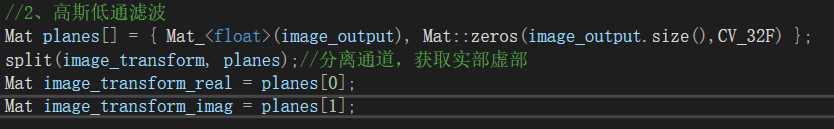 //2、高斯低通滤波
Mat planes[] = { Mat_<float>(image_output), Mat::zeros(image_output.size(),CV_32F) };
split(image_transform, planes);//分离通道，获取实部虚部
Mat image_transform_real = planes[0];
Mat image_transform_imag = planes[1];